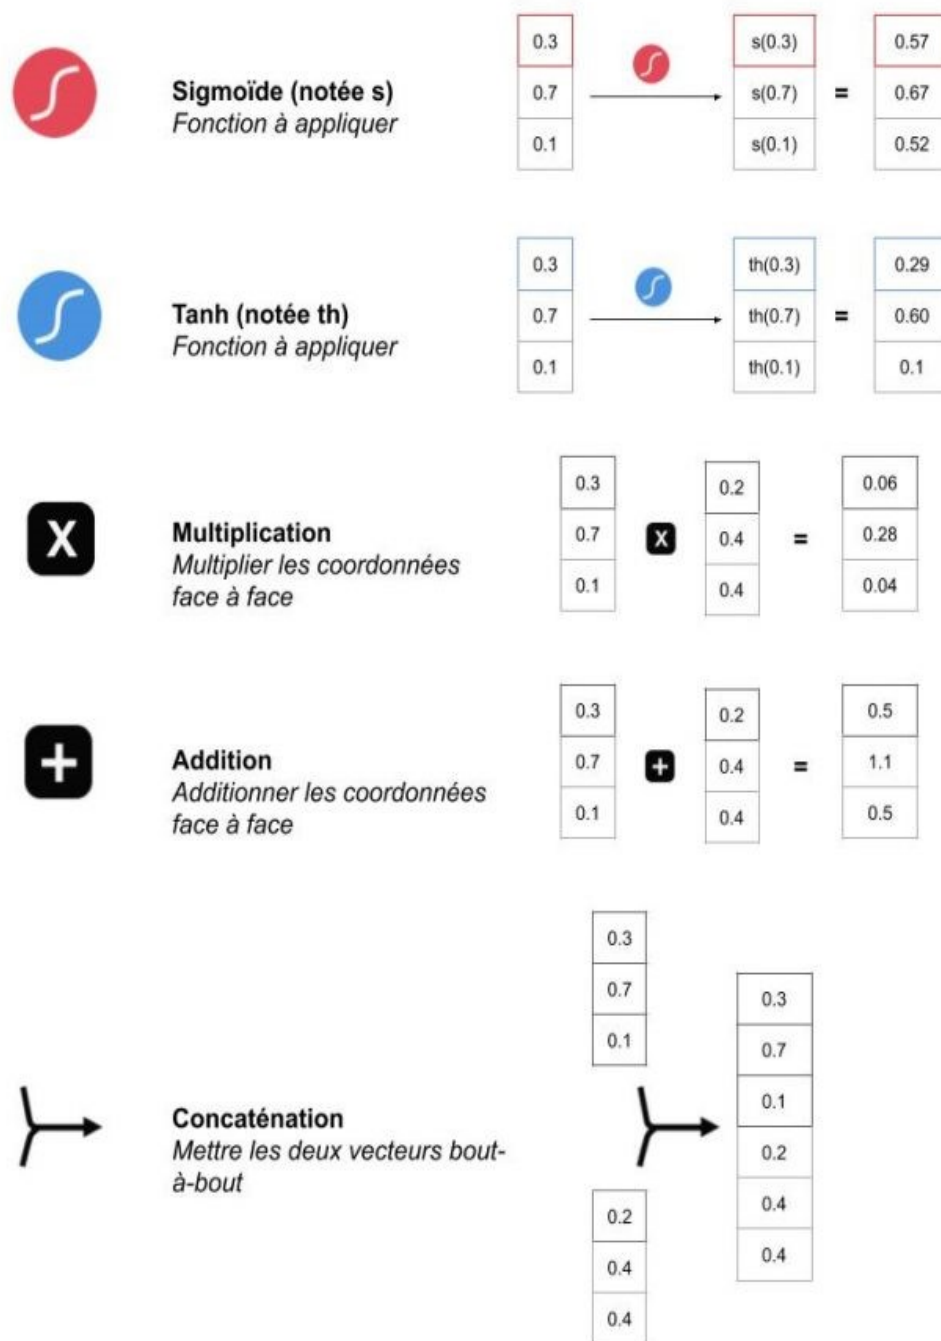 0.3 s(0.3) 0.57
Sigmoïde (notée s)
Fonction à appliquer
0.7 s(0.7) = 0.67
0.1 s(0.1) 0.52
0.3 th(0.3) 0.29
Tanh (notée th)
Fonction à appliquer
0.7 th(0.7) = 0.60
0.1 th(0.1) 0.1
X
Multiplication
Multiplier les coordonnées
face à face
0.3 0.2 0.06
0.7 X 0.4 = 0.28
0.1 0.4 0.04
+
Addition
Additionner les coordonnées
face à face
0.3 0.2 0.5
0.7 + 0.4 = 1.1
0.1 0.4 0.5
Concaténation
Mettre les deux vecteurs bout-
à-bout
0.3
0.7
0.1
0.2
0.4
0.4
0.3
0.7
0.1
0.2
0.4
0.4